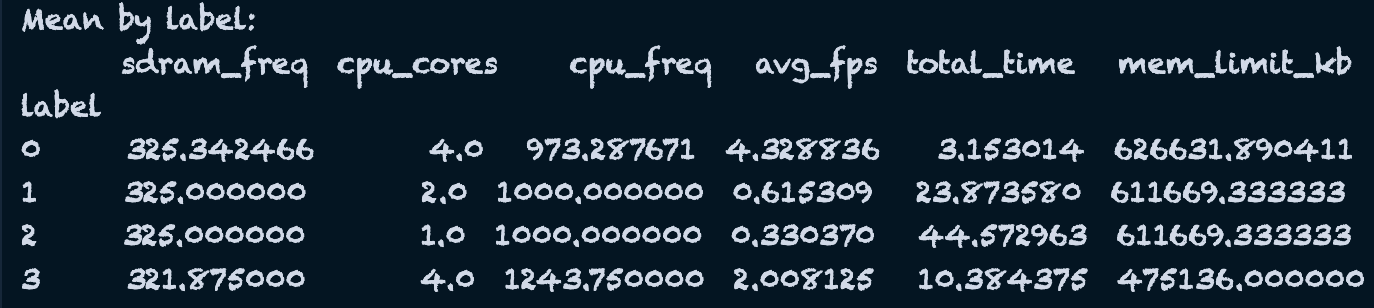 Mean by label:
sdram_freq cpu_cores cpu_freq avg_fps total_time mem_limit_kb
label
0 325.342466 4.0 973.287671 4.328836 3.153014 626631.890411
1 325.000000 2.0 1000.000000 0.615309 23.873580 611669.333333
2 325.000000 1.0 1000.000000 0.330370 44.572963 611669.333333
3 321.875000 4.0 1243.750000 2.008125 10.384375 475136.000000